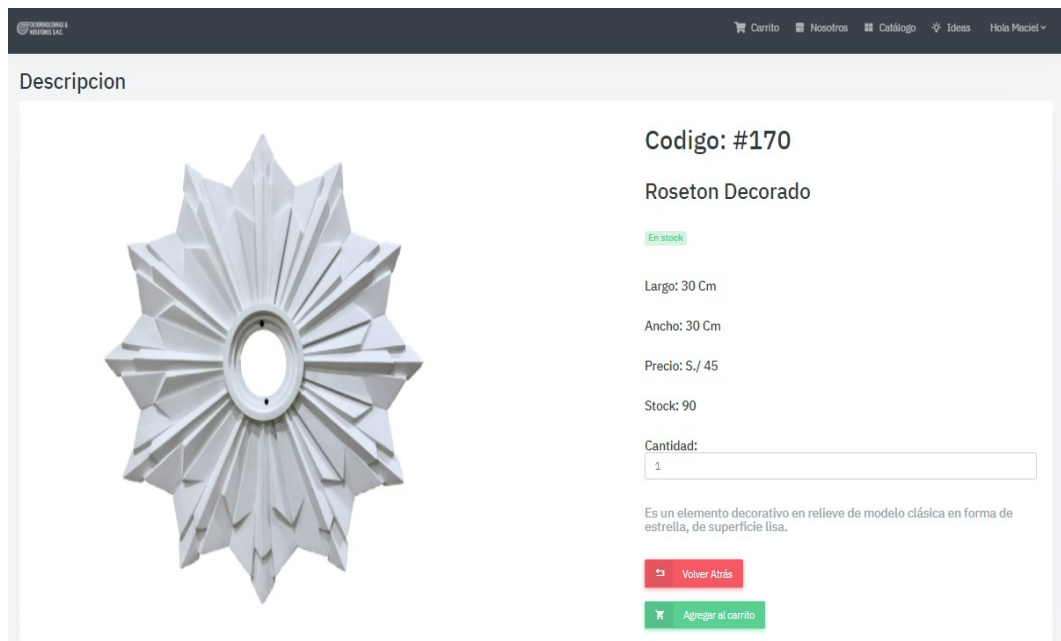 Carrito Nosotros Catálogo Ideas Hola Maciel
Descripcion
Codigo: #170
Roseton Decorado
En stock
Largo: 30 Cm
Ancho: 30 Cm
Precio: S./ 45
Stock: 90
Cantidad:
1
Es un elemento decorativo en relieve de modelo clásica en forma de
estrella, de superficie lisa.
Volver Atrás
Agregar al carrito